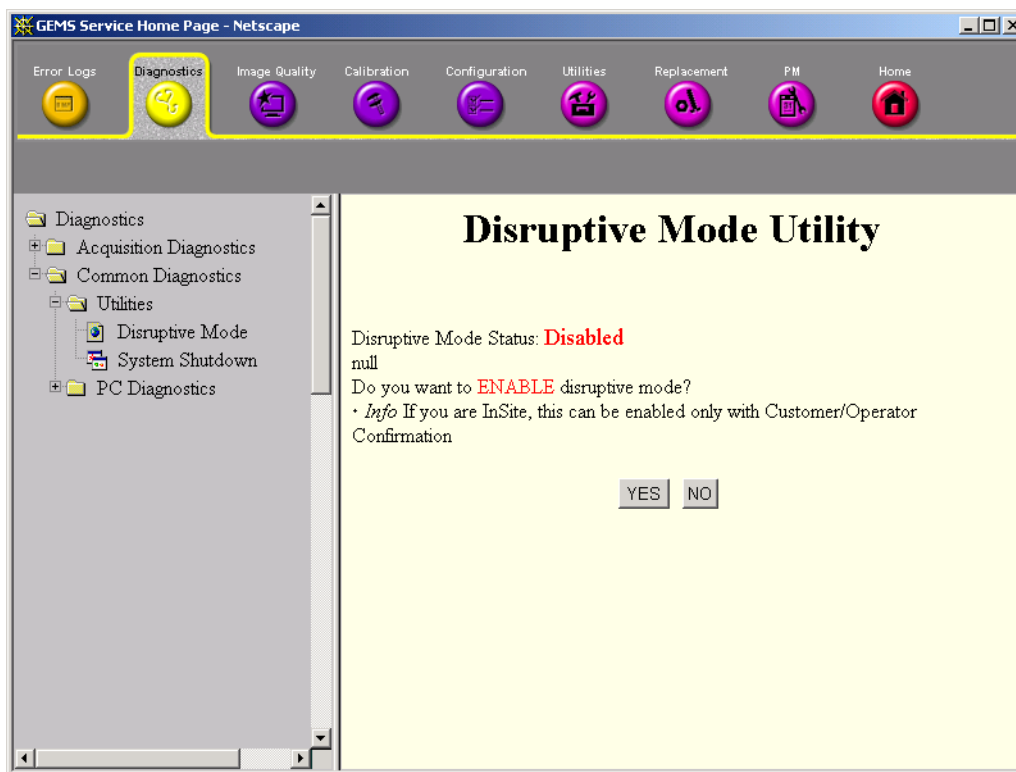 GEMS Service Home Page - Netscape
Error Logs
Diagnostics
Image Quality
Calibration
Configuration
Utilities
Replacement
PM
Home
Diagnostics
Acquisition Diagnostics
Common Diagnostics
Utilities
Disruptive Mode
System Shutdown
PC Diagnostics
Disruptive Mode Utility
Disruptive Mode Status: Disabled
null
Do you want to ENABLE disruptive mode?
· Info If you are InSite, this can be enabled only with Customer/Operator
Confirmation
YES NO